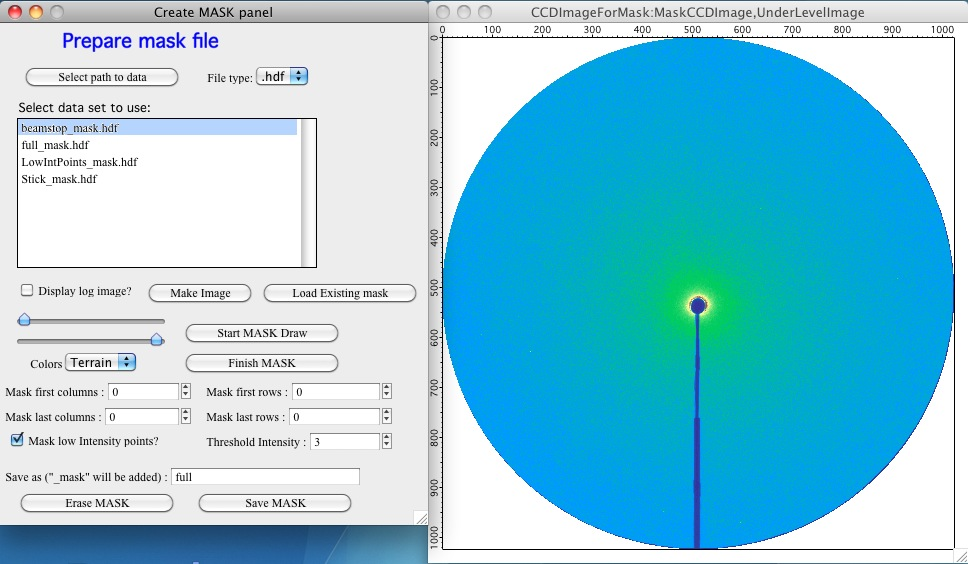 Create MASK panel
Prepare mask file
Select path to data
File type: .hdf
Select data set to use:
beamstop_mask.hdf
full_mask.hdf
LowIntPoints_mask.hdf
Stick_mask.hdf
Display log image?
Make Image
Load Existing mask
Start MASK Draw
Colors Terrain
Finish MASK
Mask first columns : 0
Mask first rows : 0
Mask last columns : 0
Mask last rows : 0
Mask low Intensity points?
Threshold Intensity : 3
Save as ("_mask" will be added) : full
Erase MASK
Save MASK
CCDImageForMask:MaskCCDImage,UnderLevelImage
0 100 200 300 400 500 600 700 800 900 1000
0
100
200
300
400
500
600
700
800
900
1000